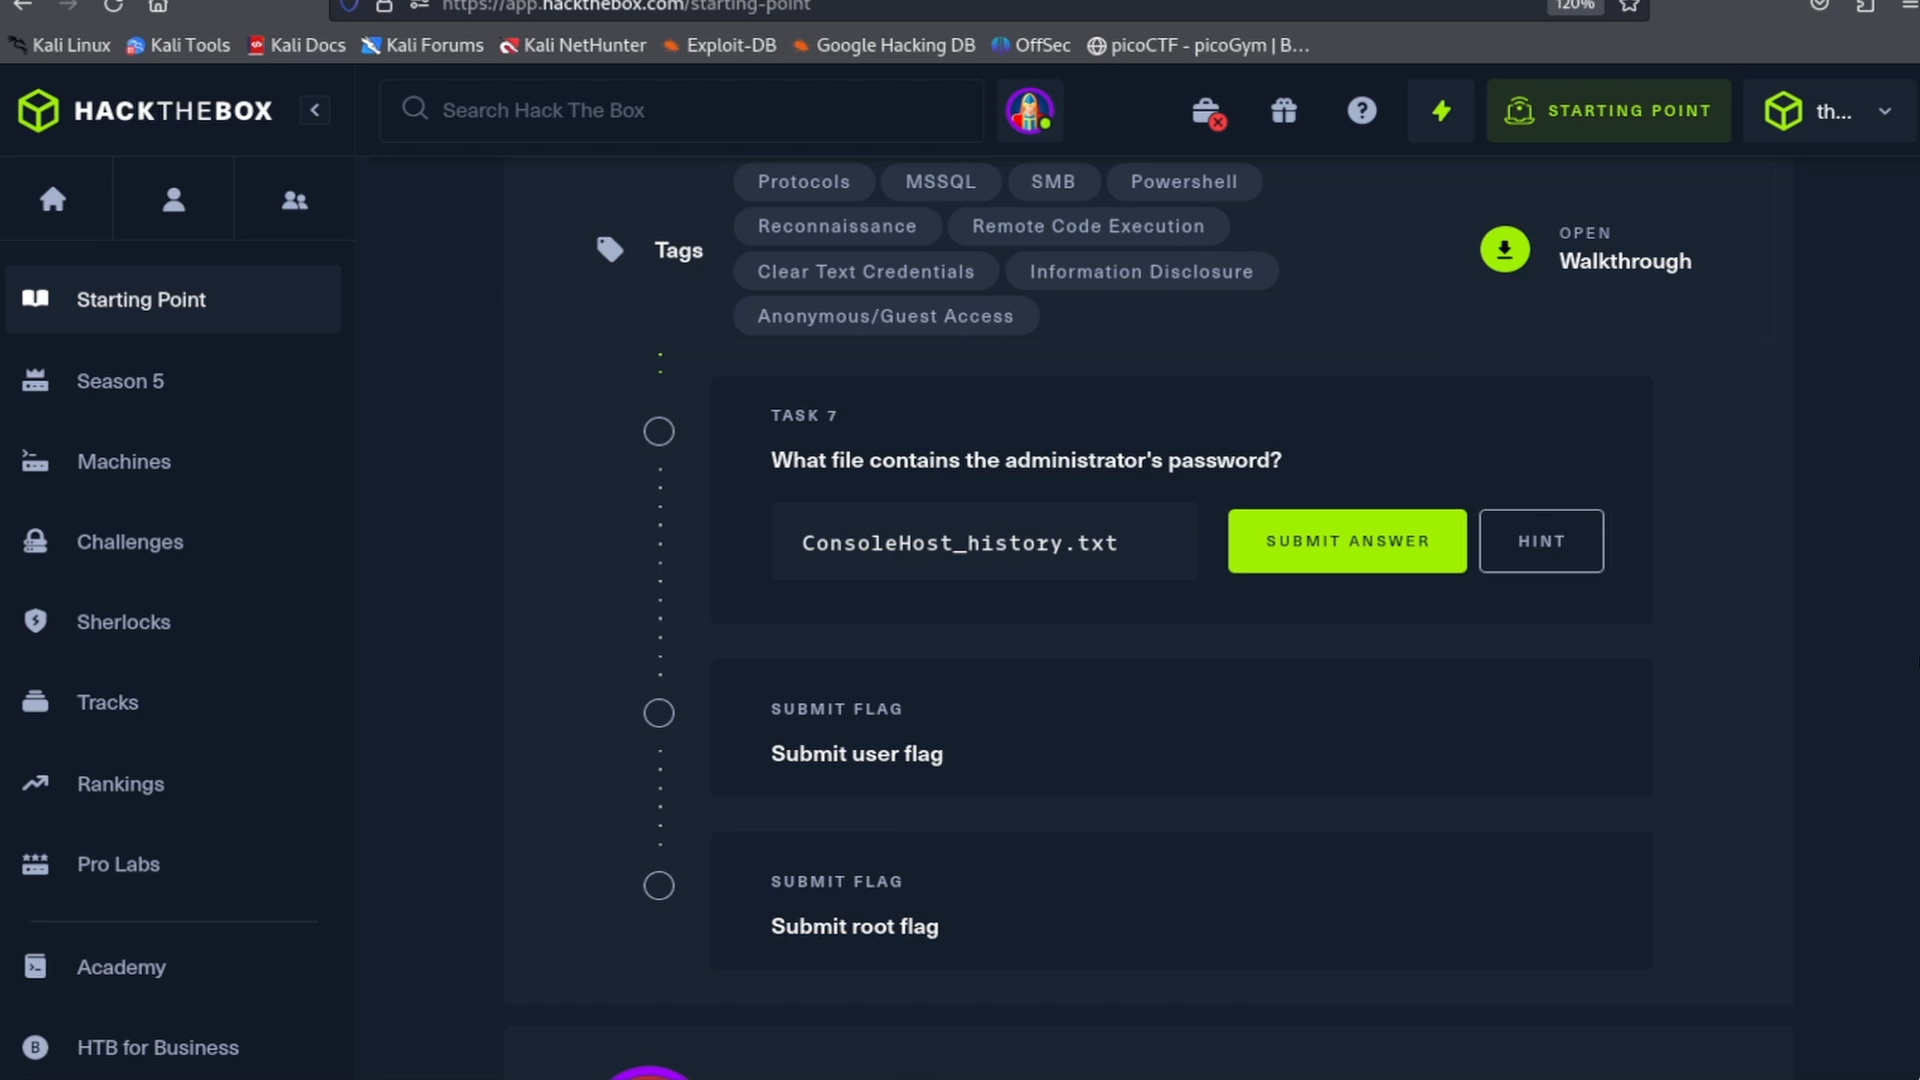 https://app.hackthebox.com/starting-point
120%
Kali Linux Kali Tools Kali Docs Kali Forums Kali NetHunter Exploit-DB Google Hacking DB OffSec picoCTF - picoGym | B...
HACKTHEBOX
Search Hack The Box
STARTING POINT
th...
Starting Point
Season 5
Machines
Challenges
Sherlocks
Tracks
Rankings
Pro Labs
Academy
HTB for Business
Tags
Protocols MSSQL SMB Powershell
Reconnaissance Remote Code Execution
Clear Text Credentials Information Disclosure
Anonymous/Guest Access
OPEN
Walkthrough
TASK 7
What file contains the administrator's password?
ConsoleHost_history.txt
SUBMIT ANSWER
HINT
SUBMIT FLAG
Submit user flag
SUBMIT FLAG
Submit root flag